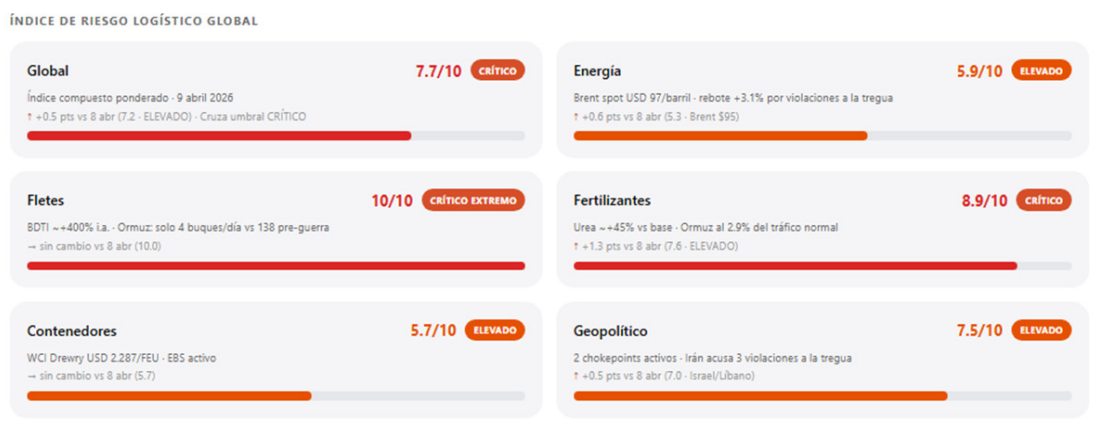 ÍNDICE DE RIESGO LOGÍSTICO GLOBAL
Global 7.7/10 CRÍTICO
Índice compuesto ponderado · 9 abril 2026
↑ +0.5 pts vs 8 abr (7.2 · ELEVADO) · Cruza umbral CRÍTICO
Energía 5.9/10 ELEVADO
Brent spot USD 97/barril · rebote +3.1% por violaciones a la tregua
↑ +0.6 pts vs 8 abr (5.3 · Brent $95)
Fletes 10/10 CRÍTICO EXTREMO
BDTI ~+400% i.a. · Ormuz: solo 4 buques/día vs 138 pre-guerra
→ sin cambio vs 8 abr (10.0)
Fertilizantes 8.9/10 CRÍTICO
Urea ~+45% vs base · Ormuz al 2.9% del tráfico normal
↑ +1.3 pts vs 8 abr (7.6 · ELEVADO)
Contenedores 5.7/10 ELEVADO
WCI Drewry USD 2.287/FEU · EBS activo
→ sin cambio vs 8 abr (5.7)
Geopolítico 7.5/10 ELEVADO
2 chokepoints activos · Irán acusa 3 violaciones a la tregua
↑ +0.5 pts vs 8 abr (7.0 · Israel/Líbano)